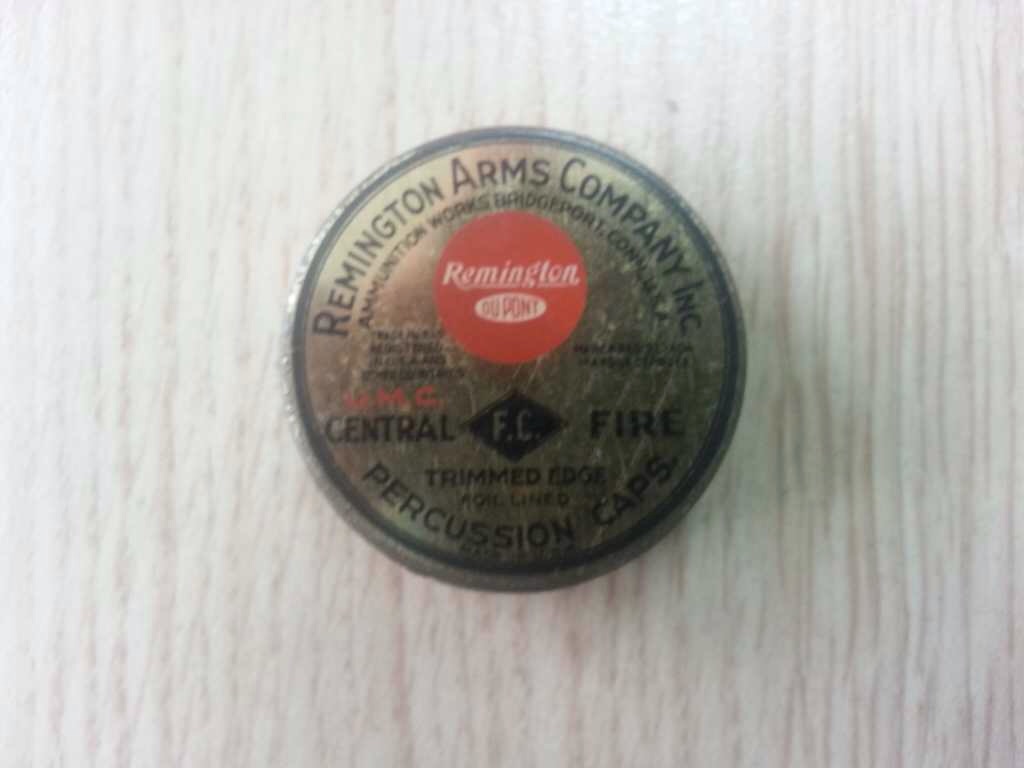 REMINGTON ARMS COMPANY, INC.
AMMUNITION WORKS BRIDGEPORT, CONN. U.S.A.
Remington
DU PONT
U.M.C.
CENTRAL F.C. FIRE
TRIMMED EDGE
FOIL LINED
PERCUSSION CAPS.